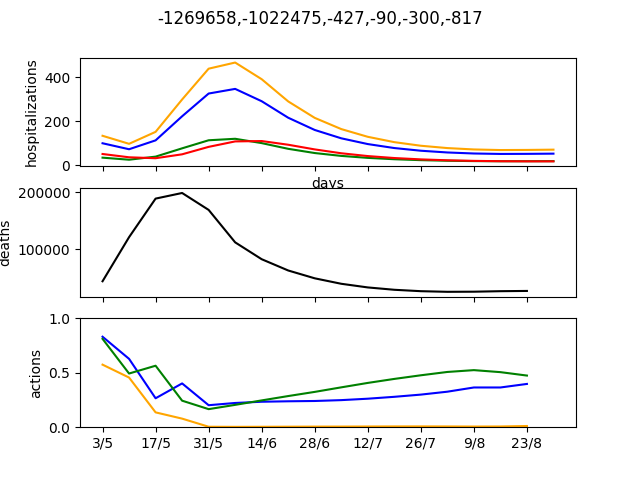 -1269658,-1022475,-427,-90,-300,-817
hospitalizations
400
200
0
days
deaths
200000
100000
actions
1.0
0.5
0.0
3/5 17/5 31/5 14/6 28/6 12/7 26/7 9/8 23/8